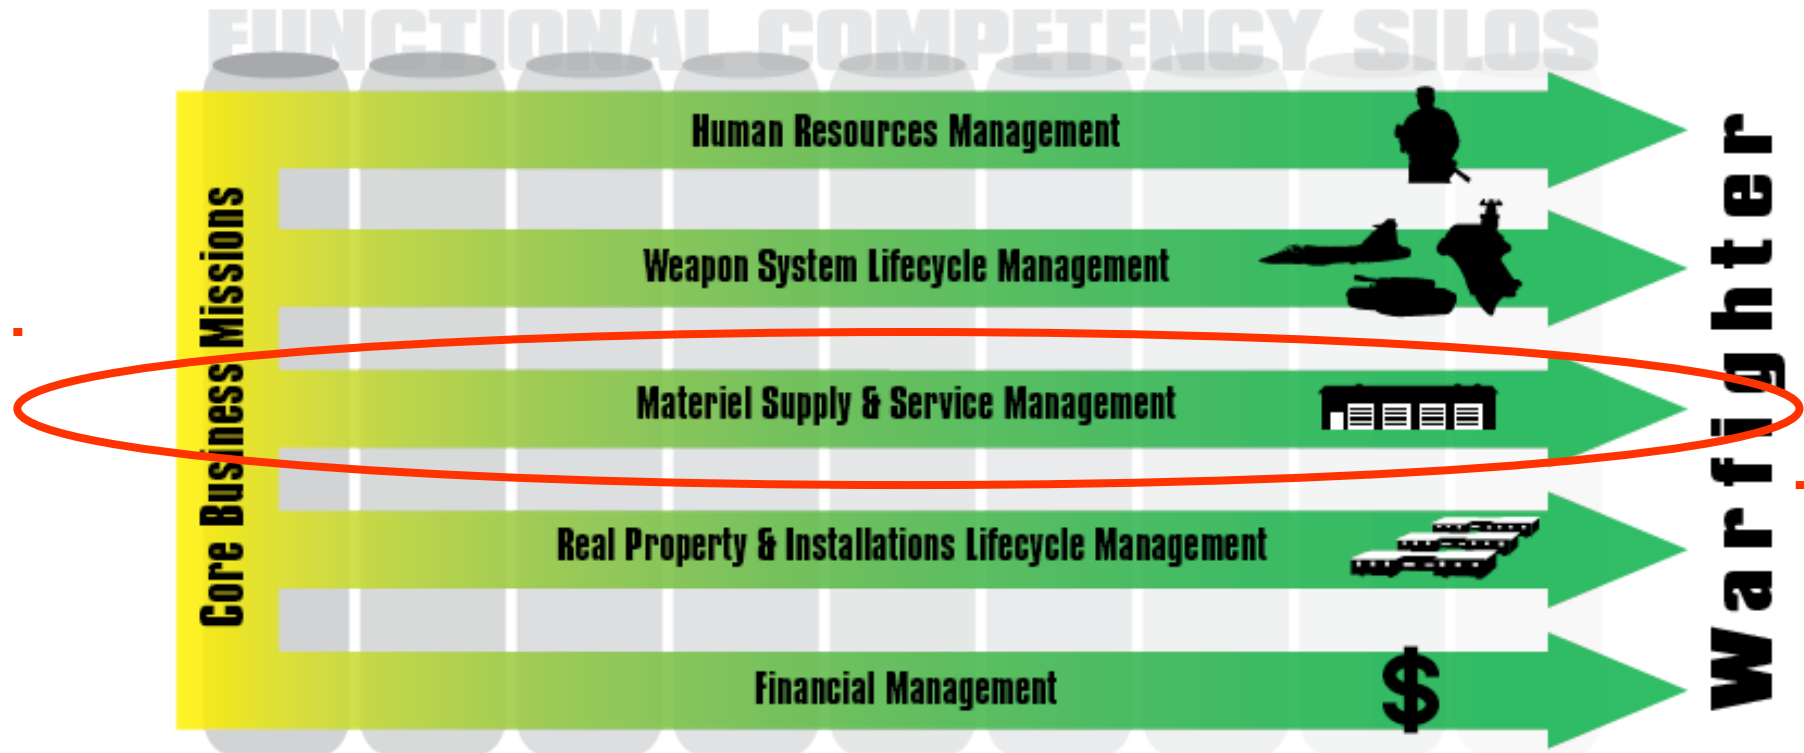 FUNCTIONAL COMPETENCY SILOS
Core Business Missions
Human Resources Management
Weapon System Lifecycle Management
Materiel Supply & Service Management
Real Property & Installations Lifecycle Management
Financial Management
$
Warfighter